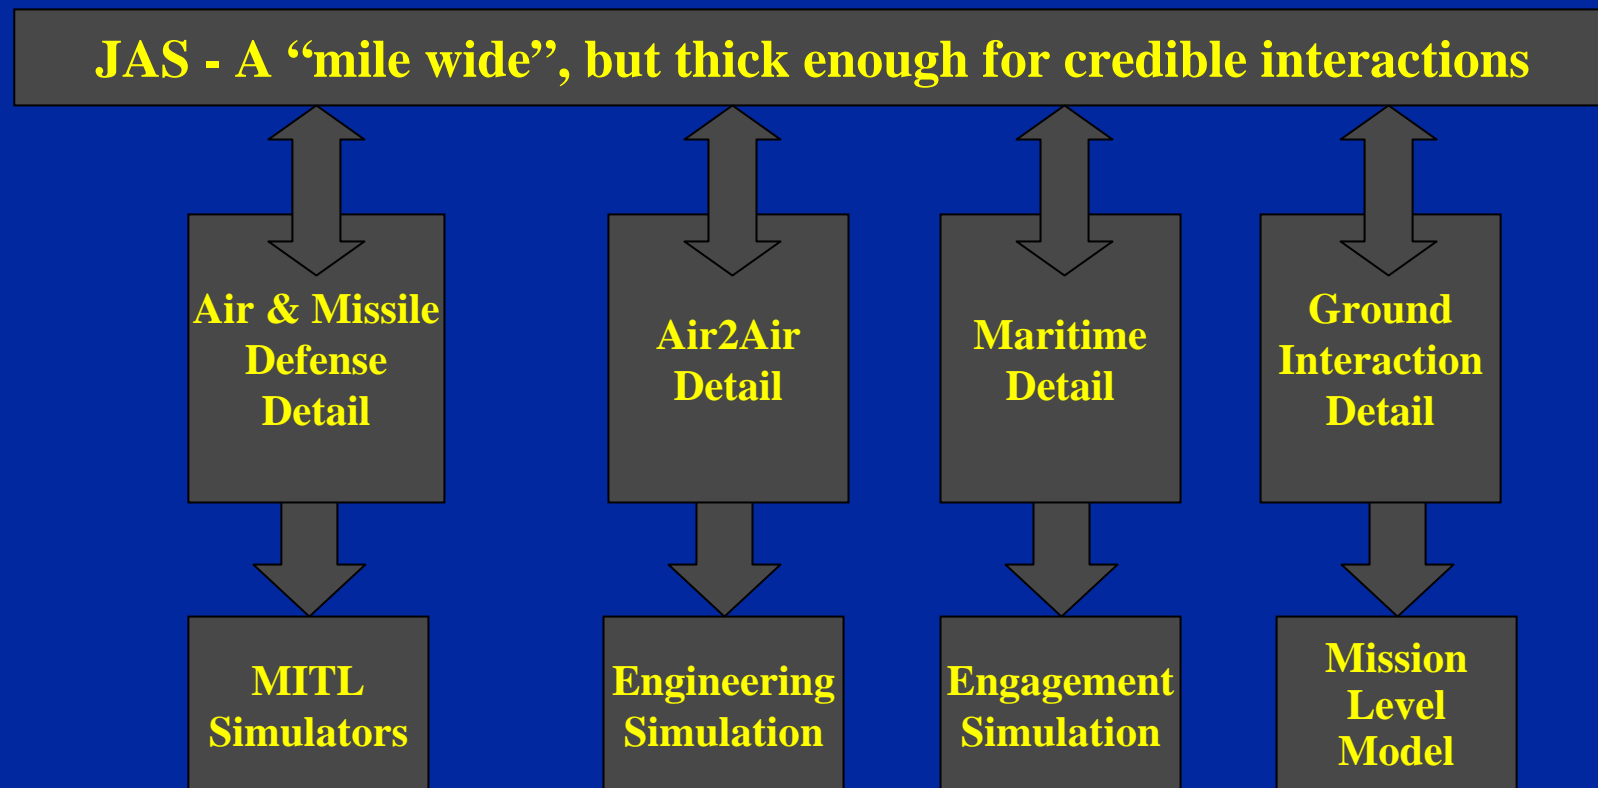 JAS - A “mile wide”, but thick enough for credible interactions
Air & Missile
Defense
Detail
Air2Air
Detail
Maritime
Detail
Ground
Interaction
Detail
MITL
Simulators
Engineering
Simulation
Engagement
Simulation
Mission
Level
Model